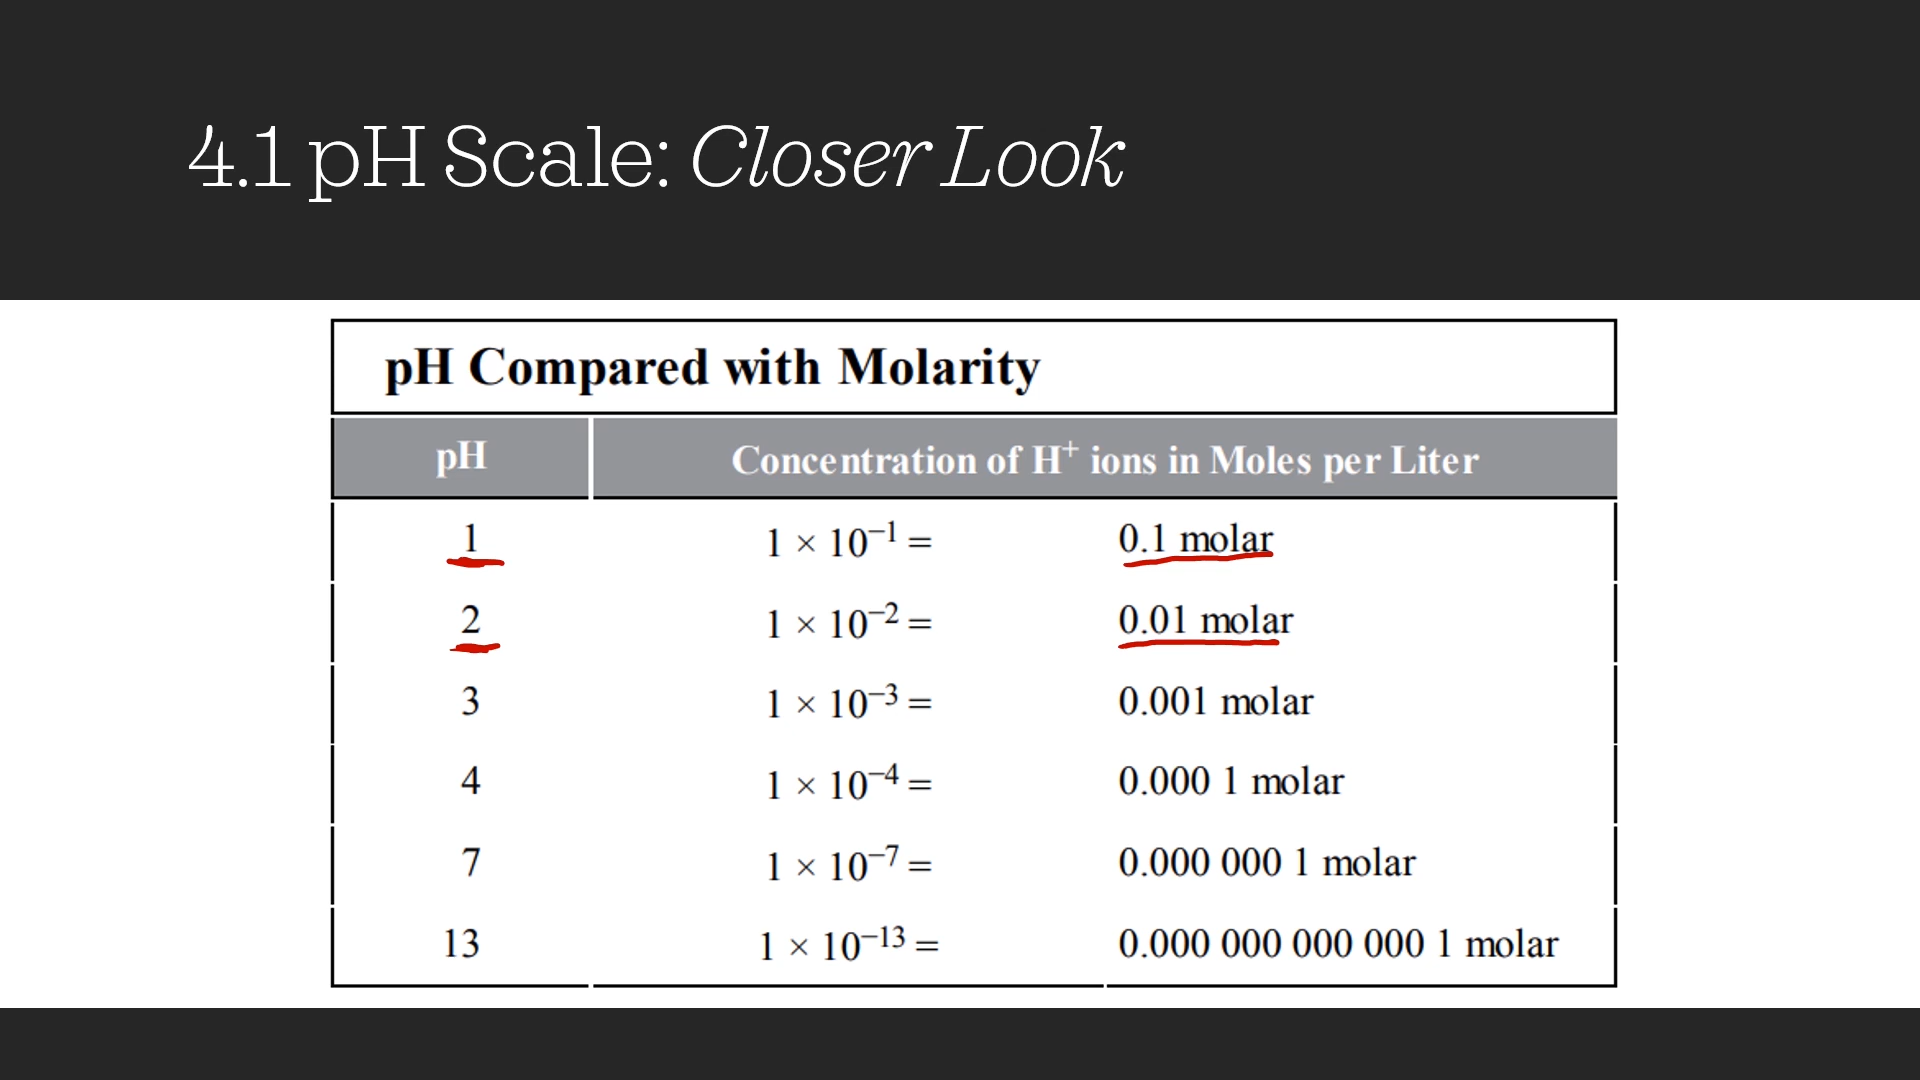 4.1 pH Scale: Closer Look
pH Compared with Molarity
pH Concentration of H⁺ ions in Moles per Liter
1 1 × 10⁻¹ = 0.1 molar
2 1 × 10⁻² = 0.01 molar
3 1 × 10⁻³ = 0.001 molar
4 1 × 10⁻⁴ = 0.000 1 molar
7 1 × 10⁻⁷ = 0.000 000 1 molar
13 1 × 10⁻¹³ = 0.000 000 000 000 1 molar